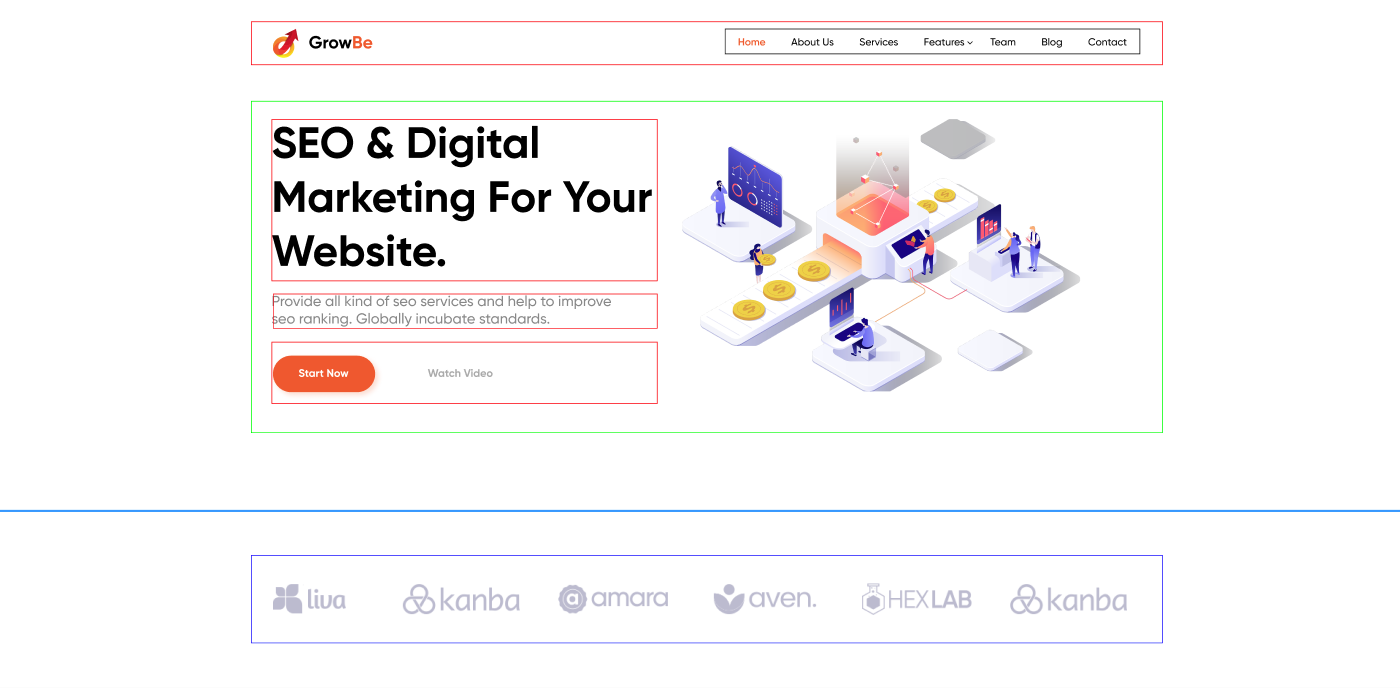 GrowBe
Home About Us Services Features Team Blog Contact
SEO & Digital
Marketing For Your
Website.
Provide all kind of seo services and help to improve
seo ranking. Globally incubate standards.
Start Now Watch Video
liva kanba amara aven. HEXLAB kanba